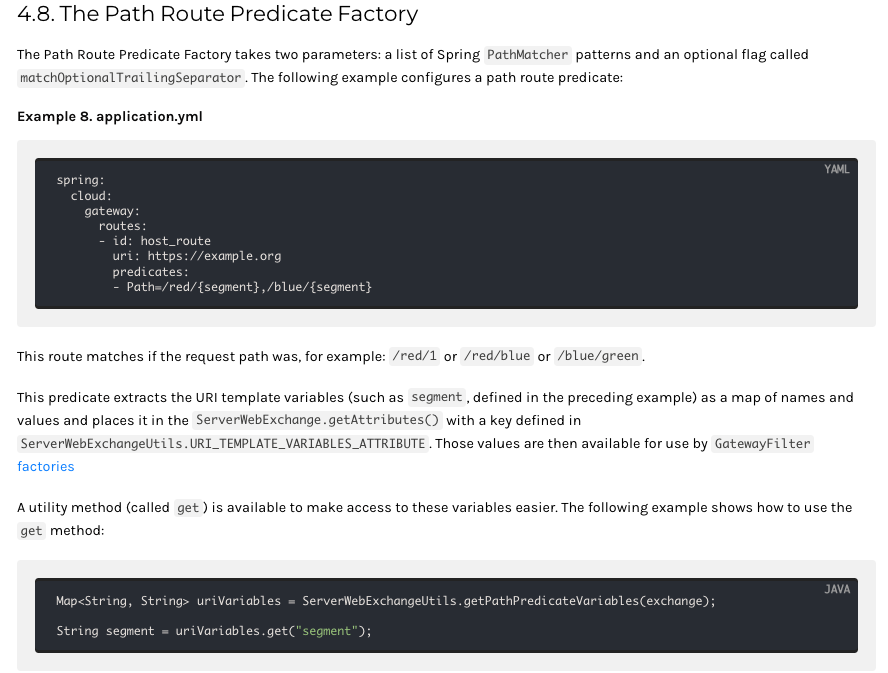 4.8. The Path Route Predicate Factory
The Path Route Predicate Factory takes two parameters: a list of Spring PathMatcher patterns and an optional flag called
matchOptionalTrailingSeparator. The following example configures a path route predicate:
Example 8. application.yml
YAML
spring:
  cloud:
    gateway:
      routes:
      - id: host_route
        uri: https://example.org
        predicates:
        - Path=/red/{segment},/blue/{segment}
This route matches if the request path was, for example: /red/1 or /red/blue or /blue/green.
This predicate extracts the URI template variables (such as segment, defined in the preceding example) as a map of names and
values and places it in the ServerWebExchange.getAttributes() with a key defined in
ServerWebExchangeUtils.URI_TEMPLATE_VARIABLES_ATTRIBUTE. Those values are then available for use by GatewayFilter
factories
A utility method (called get) is available to make access to these variables easier. The following example shows how to use the
get method:
JAVA
Map<String, String> uriVariables = ServerWebExchangeUtils.getPathPredicateVariables(exchange);
String segment = uriVariables.get("segment");